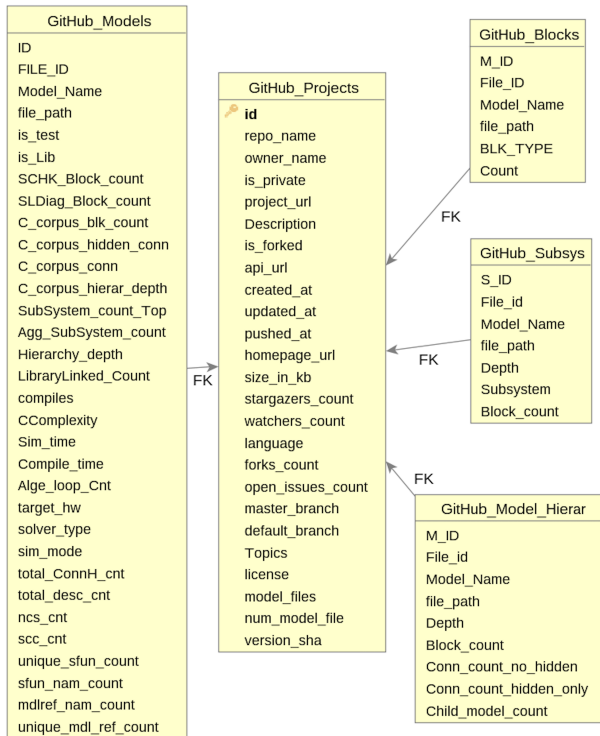 GitHub_Models
ID
FILE_ID
Model_Name
file_path
is_test
is_Lib
SCHK_Block_count
SLDiag_Block_count
C_corpus_blk_count
C_corpus_hidden_conn
C_corpus_conn
C_corpus_hierar_depth
SubSystem_count_Top
Agg_SubSystem_count
Hierarchy_depth
LibraryLinked_Count
compiles
CComplexity
Sim_time
Compile_time
Alge_loop_Cnt
target_hw
solver_type
sim_mode
total_ConnH_cnt
total_desc_cnt
ncs_cnt
scc_cnt
unique_sfun_count
sfun_nam_count
mdlref_nam_count
unique_mdl_ref_count
FK
GitHub_Projects
id
repo_name
owner_name
is_private
project_url
Description
is_forked
api_url
created_at
updated_at
pushed_at
homepage_url
size_in_kb
stargazers_count
watchers_count
language
forks_count
open_issues_count
master_branch
default_branch
Topics
license
model_files
num_model_file
version_sha
GitHub_Blocks
M_ID
File_ID
Model_Name
file_path
BLK_TYPE
Count
FK
GitHub_Subsys
S_ID
File_id
Model_Name
file_path
Depth
Subsystem
Block_count
FK
FK
GitHub_Model_Hierar
M_ID
File_id
Model_Name
file_path
Depth
Block_count
Conn_count_no_hidden
Conn_count_hidden_only
Child_model_count